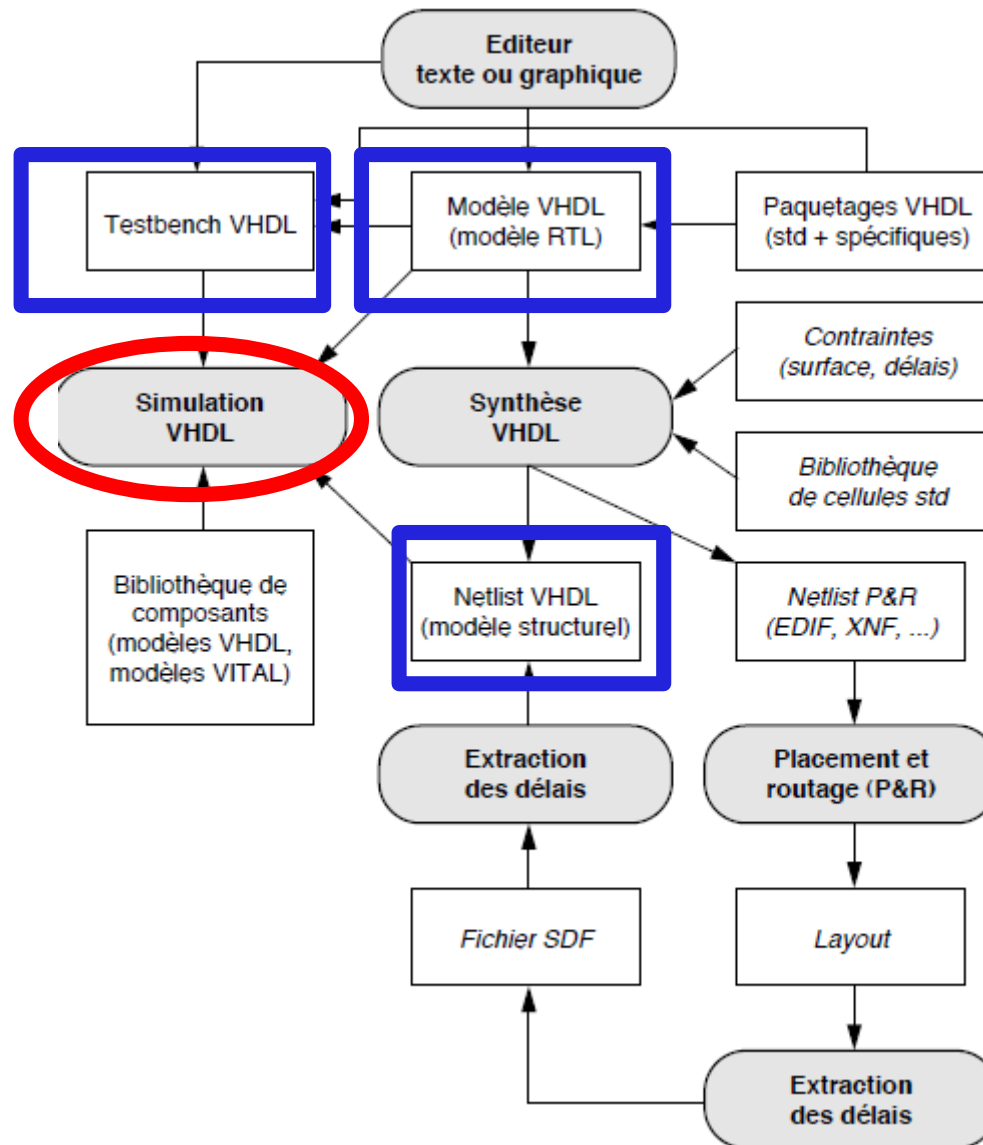 Editeur
texte ou graphique
Testbench VHDL
Modèle VHDL
(modèle RTL)
Paquetages VHDL
(std + spécifiques)
Contraintes
(surface, délais)
Simulation
VHDL
Synthèse
VHDL
Bibliothèque
de cellules std
Bibliothèque de
composants
(modèles VHDL,
modèles VITAL)
Netlist VHDL
(modèle structurel)
Netlist P&R
(EDIF, XNF, ...)
Extraction
des délais
Placement et
routage (P&R)
Fichier SDF
Layout
Extraction
des délais